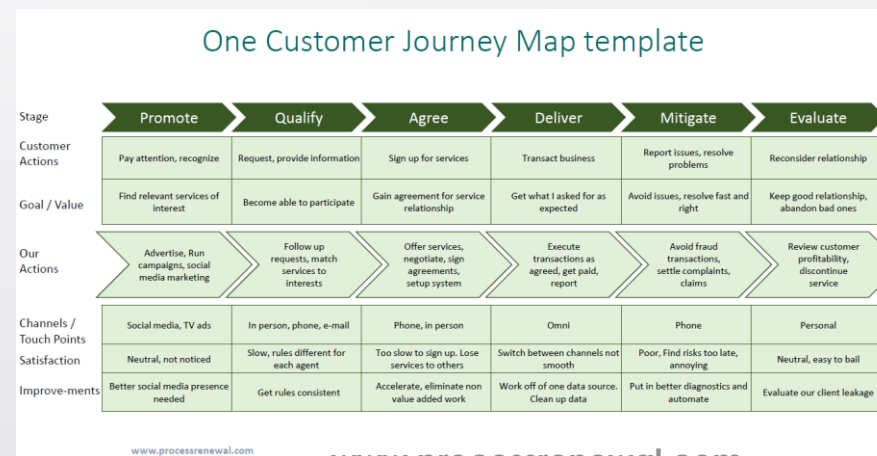 One Customer Journey Map template
Stage
Promote
Qualify
Agree
Deliver
Mitigate
Evaluate
Customer
Actions
Pay attention, recognize
Request, provide information
Sign up for services
Transact business
Report issues, resolve
problems
Reconsider relationship
Goal / Value
Find relevant services of
interest
Become able to participate
Gain agreement for service
relationship
Get what I asked for as
expected
Avoid issues, resolve fast and
right
Keep good relationship,
abandon bad ones
Our
Actions
Advertise, Run
campaigns, social
media marketing
Follow up
requests, match
services to
interests
Offer services,
negotiate, sign
agreements,
setup system
Execute
transactions as
agreed, get paid,
report
Avoid fraud
transactions,
settle complaints,
claims
Review customer
profitability,
discontinue
service
Channels /
Touch Points
Social media, TV ads
In person, phone, e-mail
Phone, in person
Omni
Phone
Personal
Satisfaction
Neutral, not noticed
Slow, rules different for
each agent
Too slow to sign up. Lose
services to others
Switch between channels not
smooth
Poor, Find risks too late,
annoying
Neutral, easy to bail
Improve-ments
Better social media presence
needed
Get rules consistent
Accelerate, eliminate non
value added work
Work off of one data source.
Clean up data
Put in better diagnostics and
automate
Evaluate our client leakage
www.processrenewal.com
www.processrenewal.com